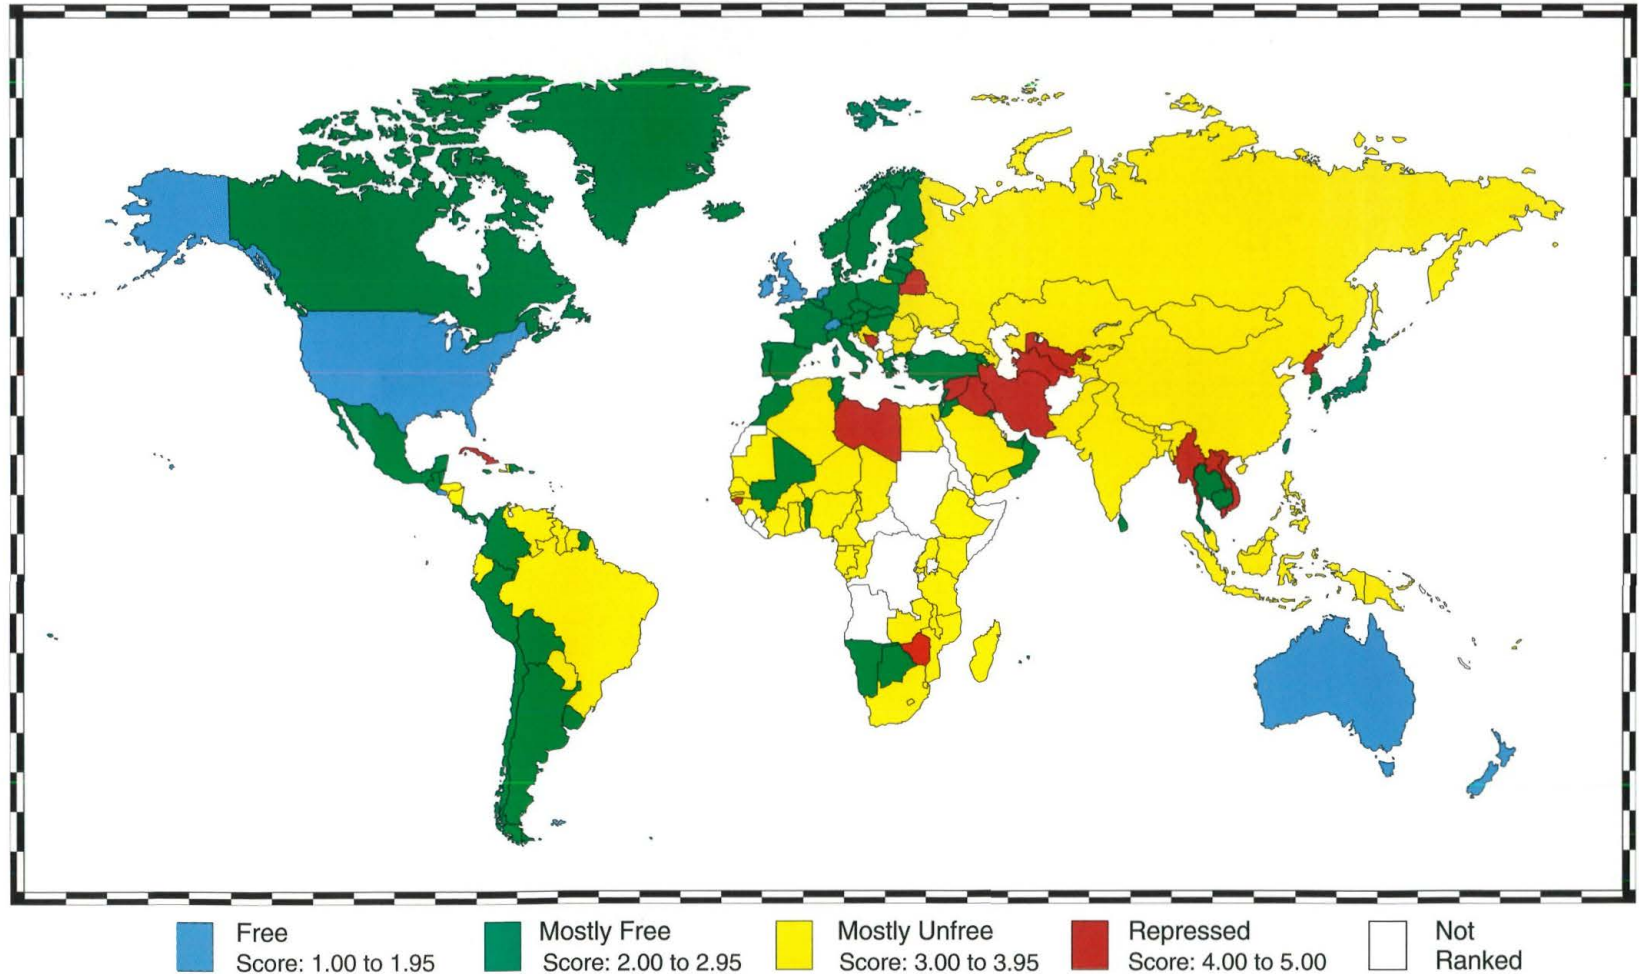 Free
Score: 1.00 to 1.95
Mostly Free
Score: 2.00 to 2.95
Mostly Unfree
Score: 3.00 to 3.95
Repressed
Score: 4.00 to 5.00
Not
Ranked